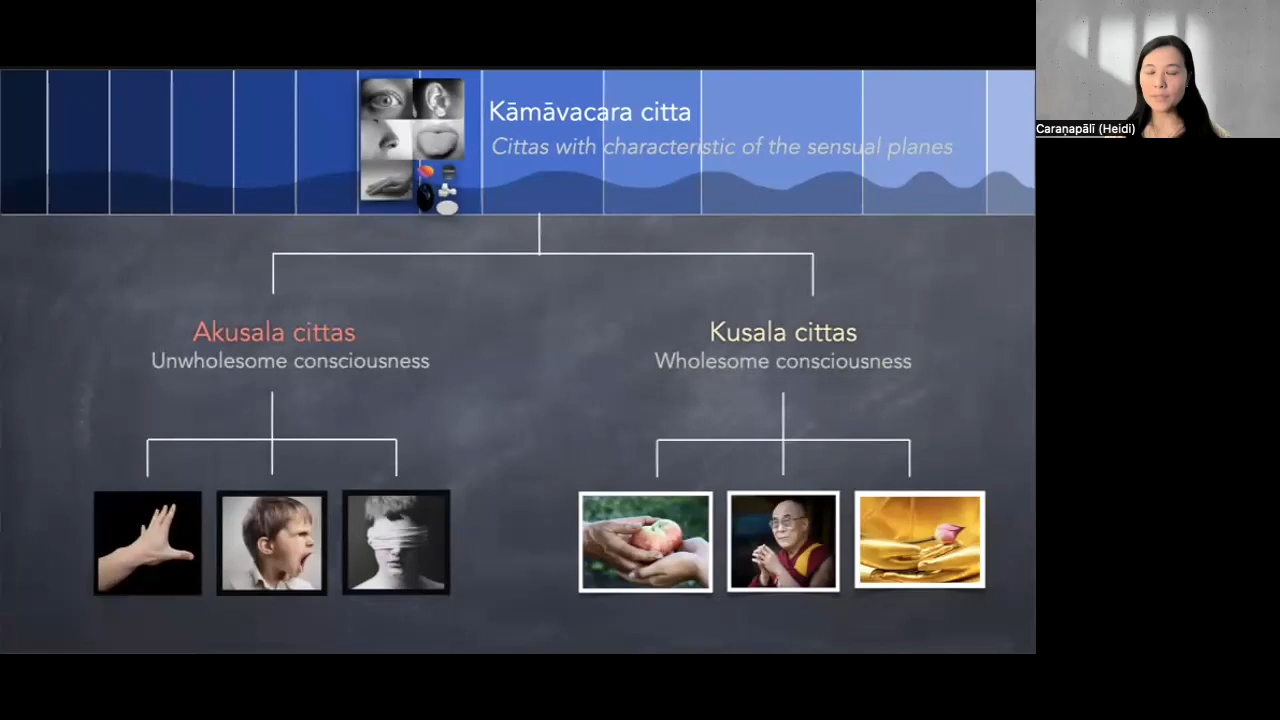 Kāmāvacara citta
Cittas with characteristic of the sensual planes
Caraṇapālī (Heidi)
Akusala cittas
Unwholesome consciousness
Kusala cittas
Wholesome consciousness